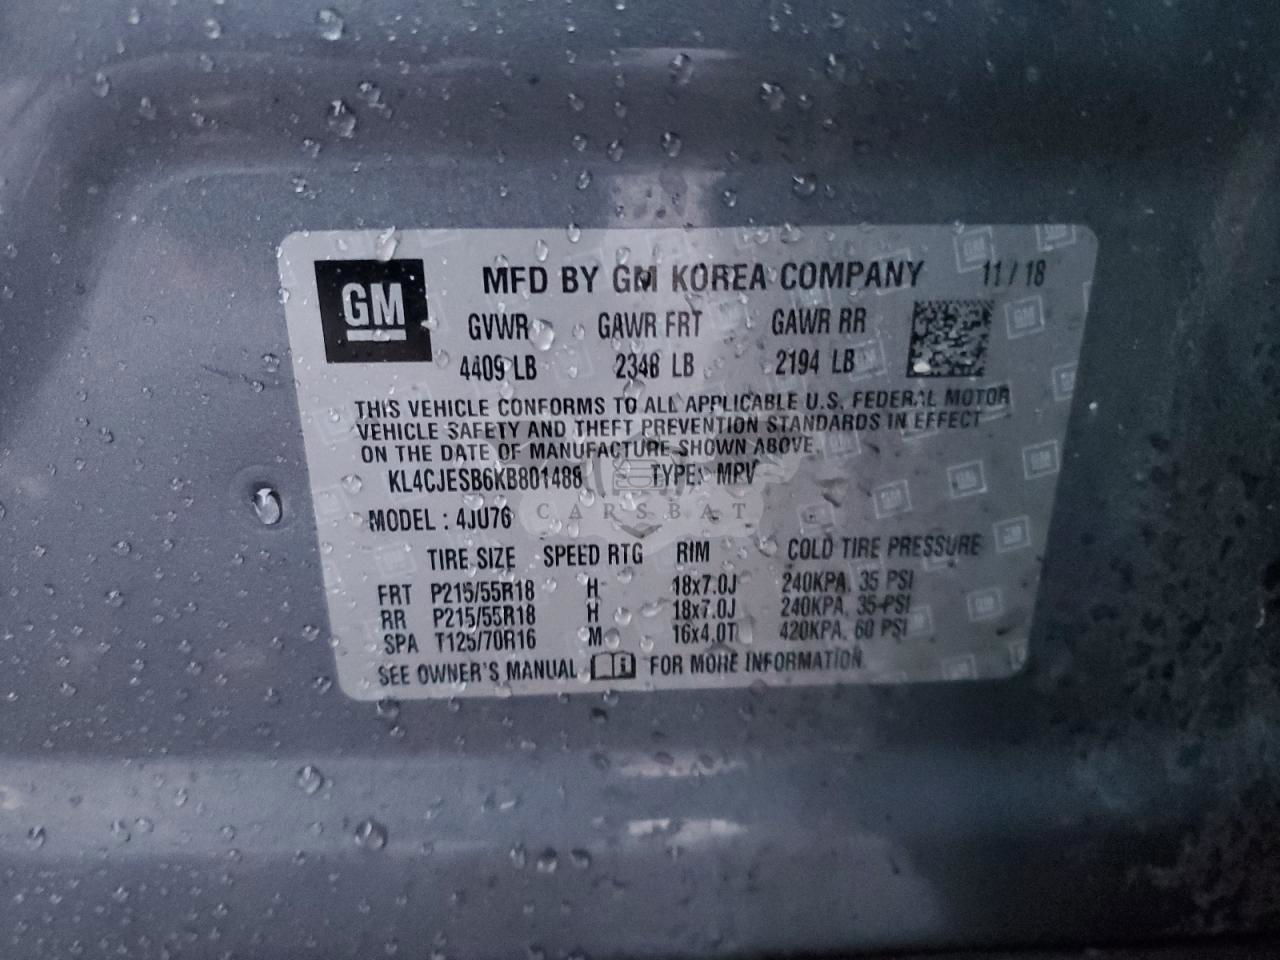 GM
MFD BY GM KOREA COMPANY 11/18
GVWR GAWR FRT GAWR RR
4409 LB 2348 LB 2194 LB
THIS VEHICLE CONFORMS TO ALL APPLICABLE U.S. FEDERAL MOTOR
VEHICLE SAFETY AND THEFT PREVENTION STANDARDS IN EFFECT
ON THE DATE OF MANUFACTURE SHOWN ABOVE.
KL4CJESB6KB801488 TYPE: MPV
CARSBAT
MODEL : 4JU76
TIRE SIZE SPEED RTG RIM COLD TIRE PRESSURE
FRT P215/55R18 H 18x7.0J 240KPA, 35 PSI
RR P215/55R18 H 18x7.0J 240KPA, 35 PSI
SPA T125/70R16 M 16x4.0T 420KPA, 60 PSI
SEE OWNER'S MANUAL FOR MORE INFORMATION